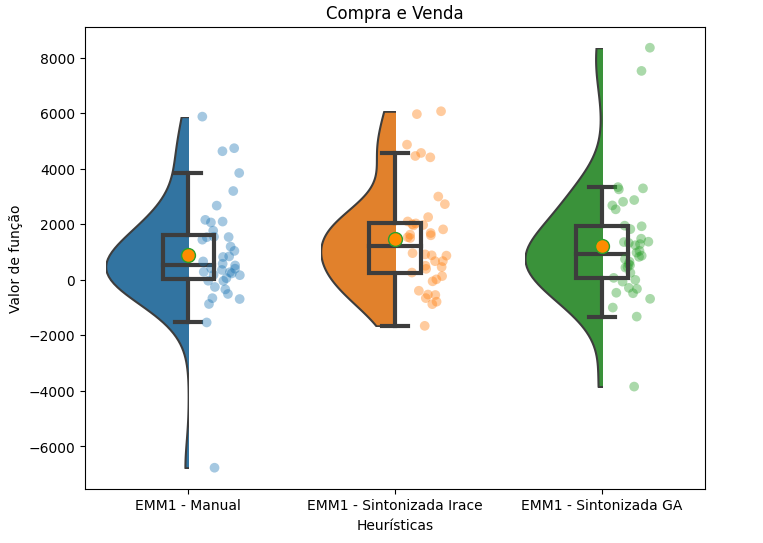 Compra e Venda
Valor de função
8000
6000
4000
2000
0
−2000
−4000
−6000
EMM1 - Manual
EMM1 - Sintonizada Irace
EMM1 - Sintonizada GA
Heurísticas